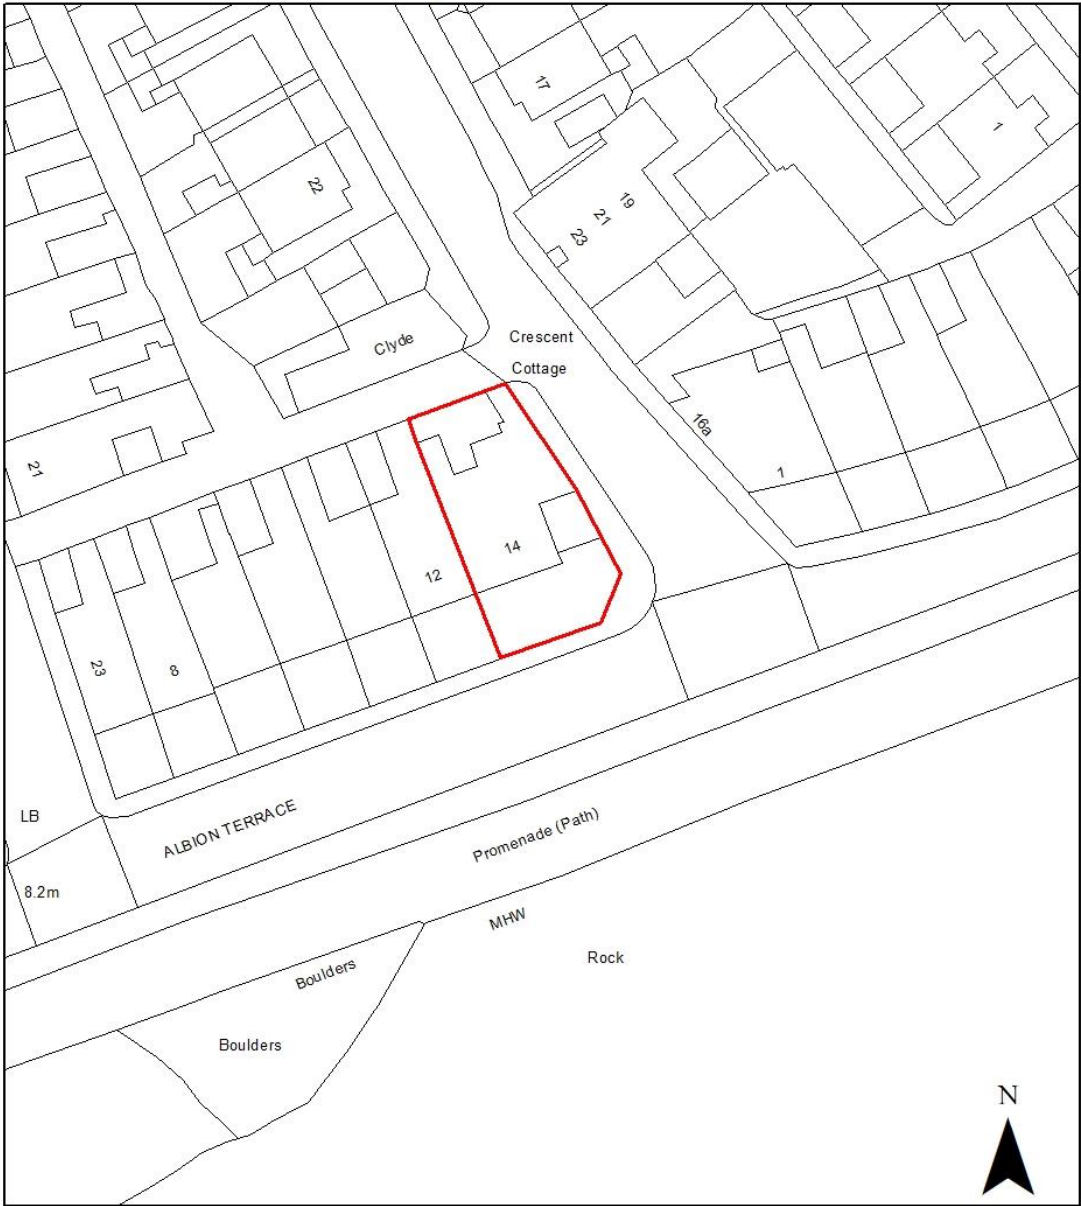 17
1
22
19
21
23
Crescent
Clyde
Cottage
16a
21
1
14
12
23
8
LB
ALBION TERRACE
Promenade (Path)
8.2m
MHW
Rock
Boulders
Boulders
N